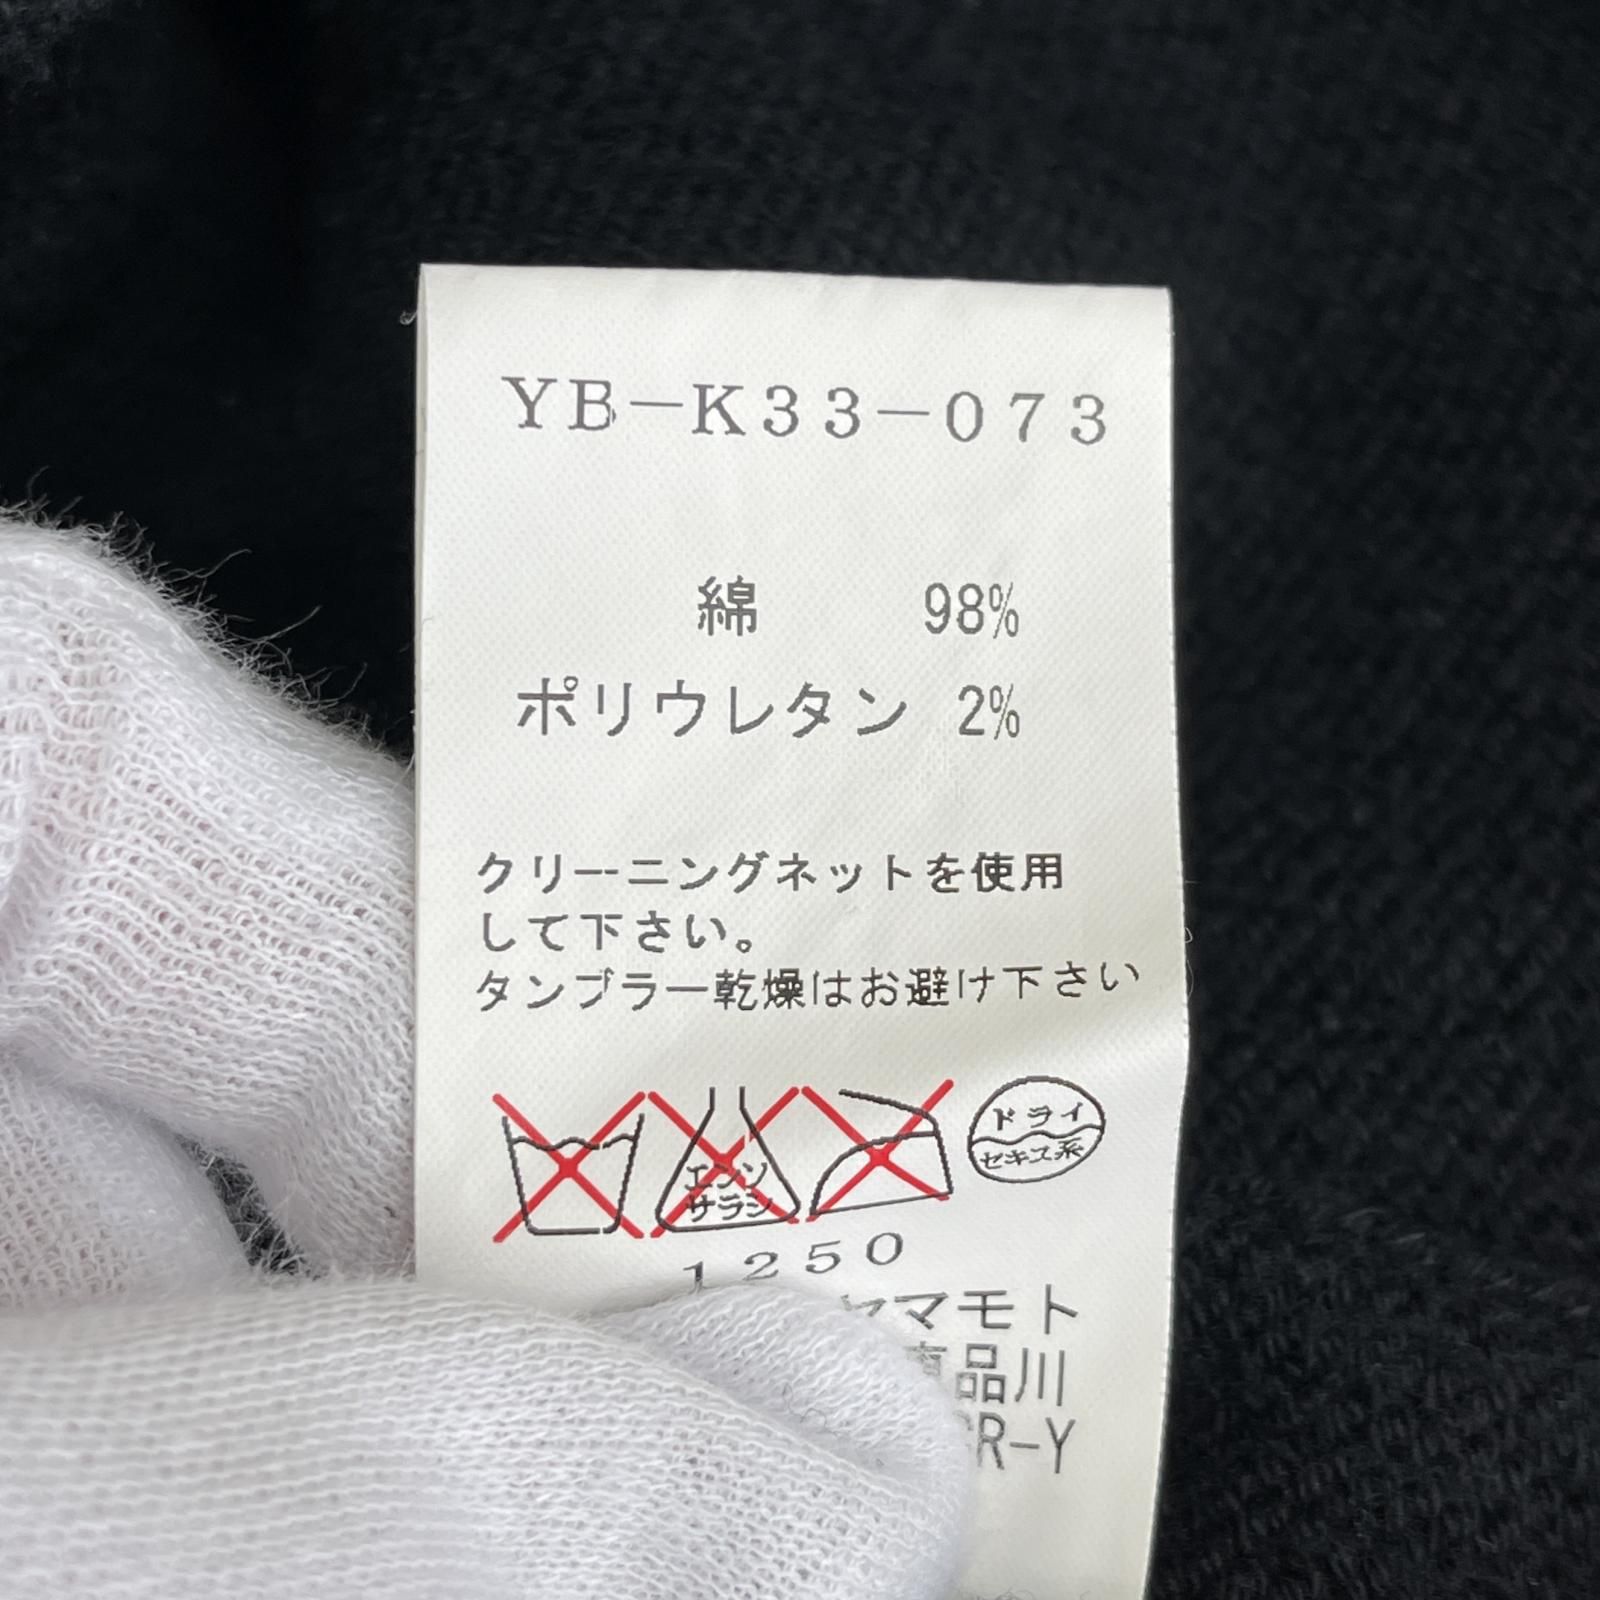 YB-K33-073
綿 98%
ポリウレタン 2%
クリーニングネットを使用
して下さい。
タンブラー乾燥はお避け下さい
エンソ
サラシ
ドライ
セキユ系
1250
ヤマモト
品川
R-Y